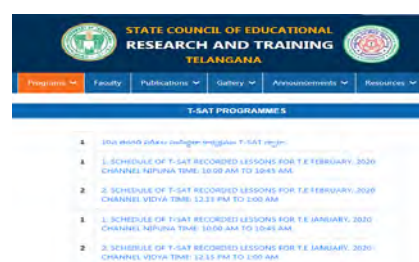 STATE COUNCIL OF EDUCATIONAL
RESEARCH AND TRAINING
TELANGANA
Programs Faculty Publications Gallery Announcements Resources
T-SAT PROGRAMMES
1 T-SAT
1 1. SCHEDULE OF T-SAT RECORDED LESSONS FOR T.E FEBRUARY, 2020
CHANNEL NIPUNA TIME: 10:00 AM TO 10:45 AM.
2 2. SCHEDULE OF T-SAT RECORDED LESSONS FOR T.E FEBRUARY, 2020
CHANNEL VIDYA TIME: 12:15 PM TO 1:00 AM
1 1. SCHEDULE OF T-SAT RECORDED LESSONS FOR T.E JANUARY, 2020
CHANNEL NIPUNA TIME: 10:00 AM TO 10:45 AM.
2 2. SCHEDULE OF T-SAT RECORDED LESSONS FOR T.E JANUARY, 2020
CHANNEL VIDYA TIME: 12:15 PM TO 1:00 AM